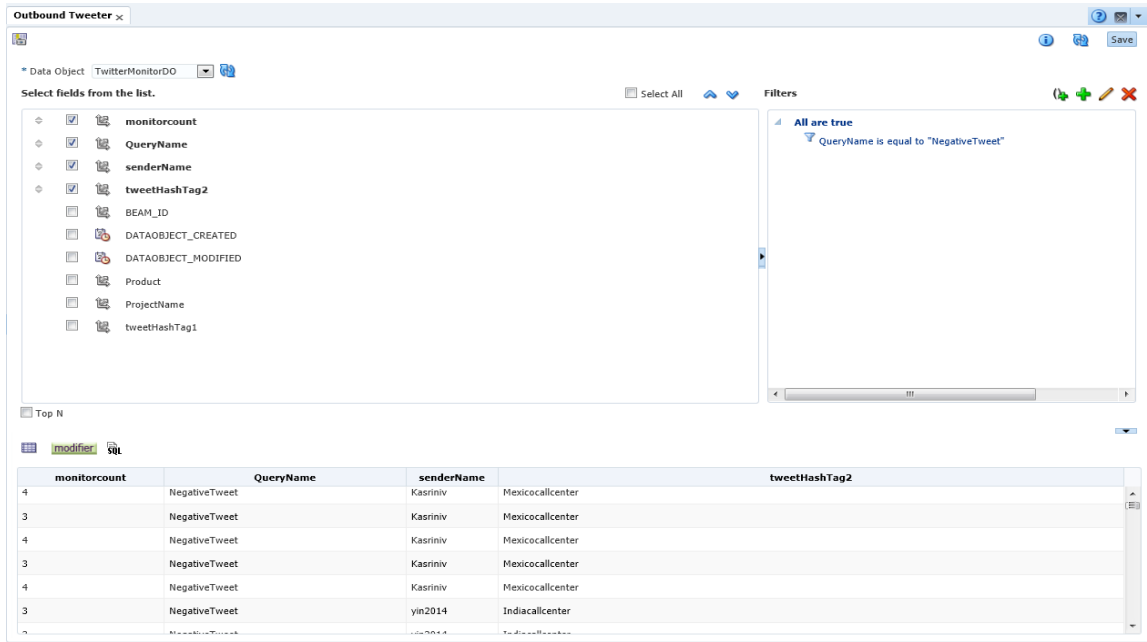 Outbound Tweeter
Save
* Data Object TwitterMonitorDO
Select fields from the list. Select All Filters
monitorcount
QueryName
senderName
tweetHashTag2
BEAM_ID
DATAOBJECT_CREATED
DATAOBJECT_MODIFIED
Product
ProjectName
tweetHashTag1
All are true
QueryName is equal to "NegativeTweet"
Top N
modifier SQL
monitorcount QueryName senderName tweetHashTag2
4 NegativeTweet Kasriniv Mexicocallcenter
3 NegativeTweet Kasriniv Mexicocallcenter
4 NegativeTweet Kasriniv Mexicocallcenter
3 NegativeTweet Kasriniv Mexicocallcenter
4 NegativeTweet Kasriniv Mexicocallcenter
3 NegativeTweet yin2014 Indiacallcenter